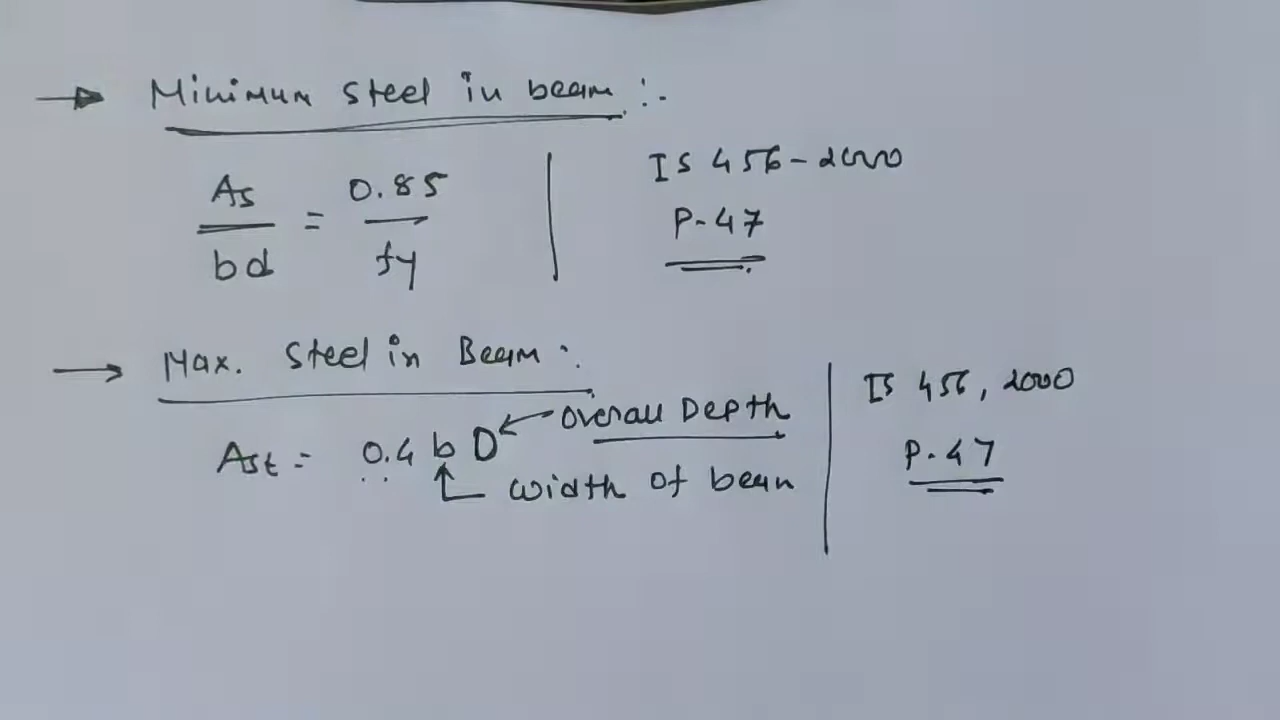 → Minimum steel in beam :-
As / bd = 0.85 / fy
IS 456-2000
P-47
→ Max. Steel in Beam :
Ast = 0.4 b D ← Overall Depth
↑ width of beam
IS 456, 2000
P.47